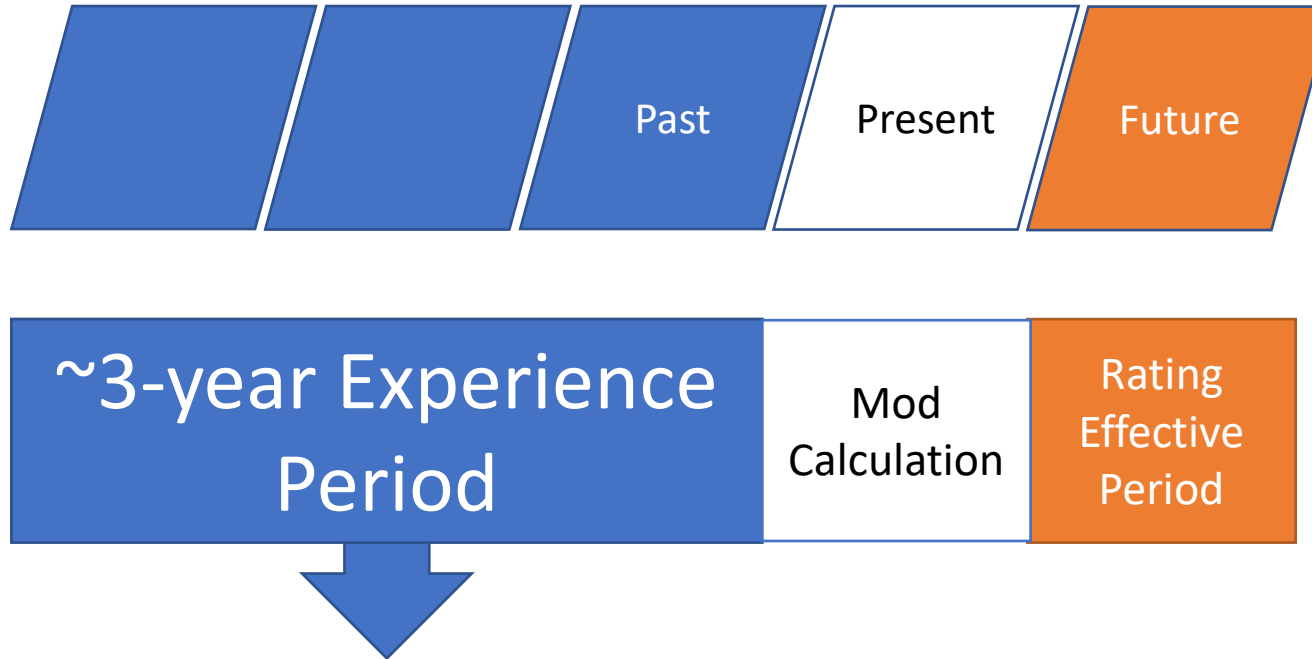 Past
Present
Future
~3-year Experience
Period
Mod
Calculation
Rating
Effective
Period